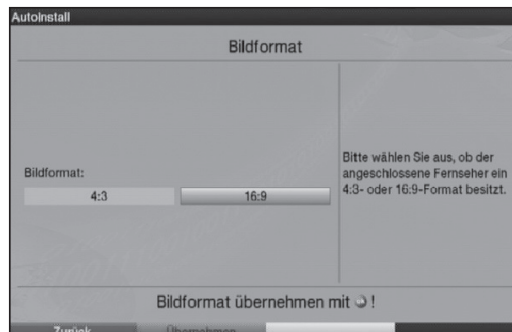 Autoinstall
Bildformat
Bitte wählen Sie aus, ob der
angeschlossene Fernseher ein
4:3- oder 16:9-Format besitzt.
Bildformat:
4:3 16:9
Bildformat übernehmen mit !
Zurück Übernehmen